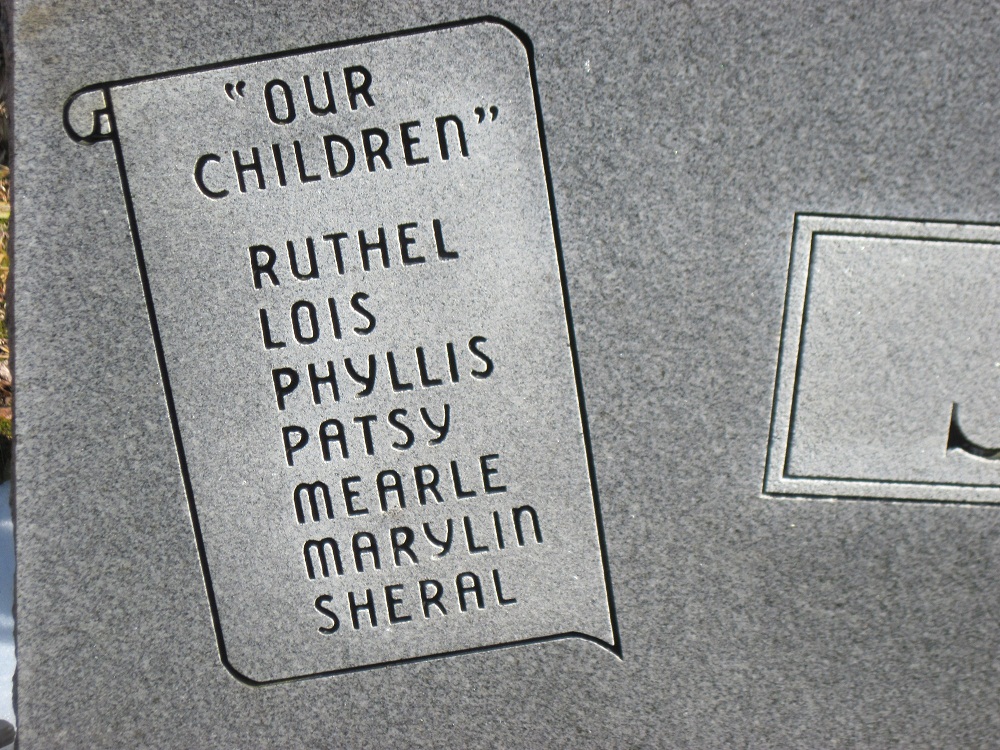 “OUR
CHILDREN”
RUTHEL
LOIS
PHYLLIS
PATSY
MEARLE
MARYLIN
SHERAL